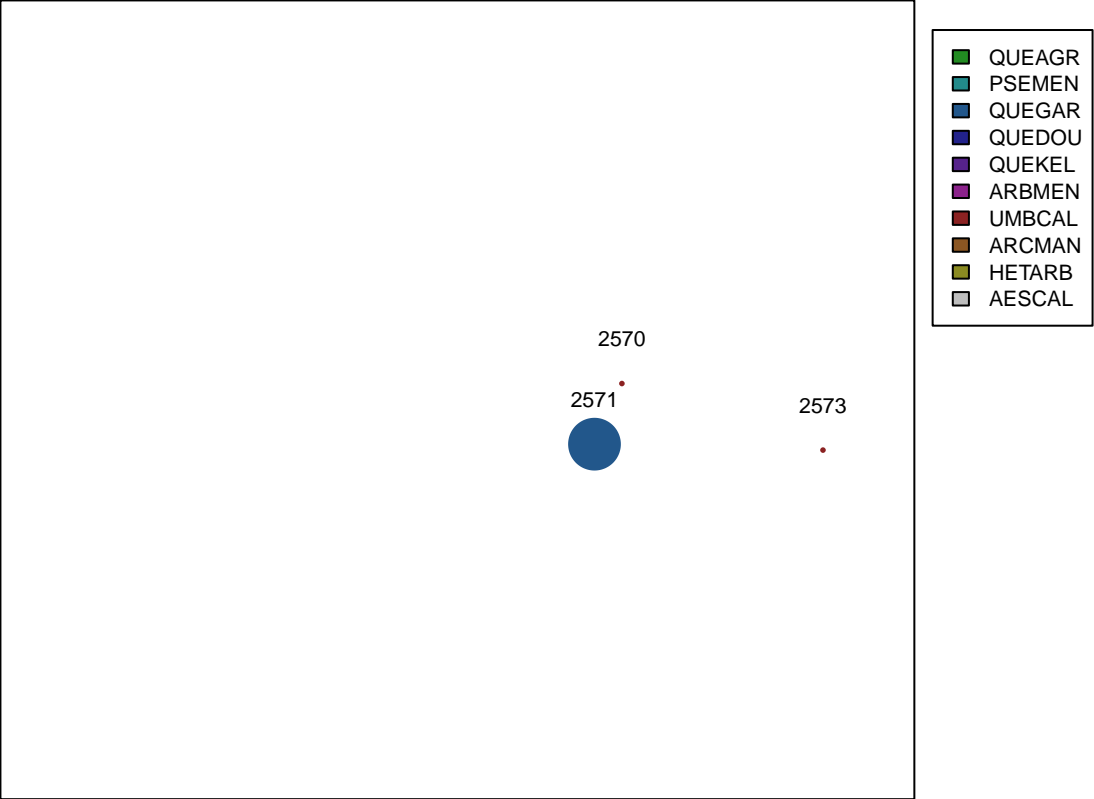 2570
2571
2573
QUEAGR
PSEMEN
QUEGAR
QUEDOU
QUEKEL
ARBMEN
UMBCAL
ARCMAN
HETARB
AESCAL